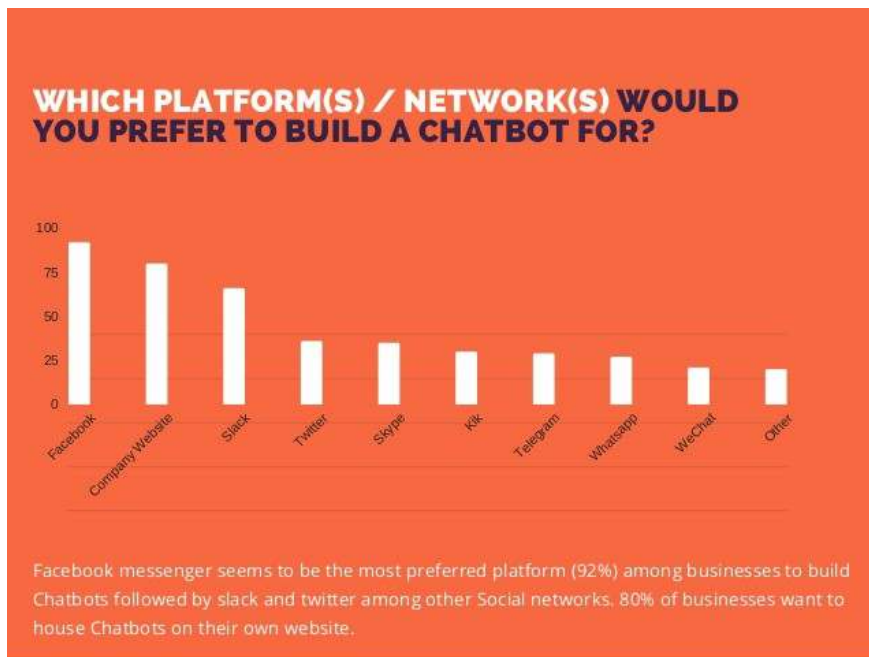 WHICH PLATFORM(S) / NETWORK(S) WOULD
YOU PREFER TO BUILD A CHATBOT FOR?
100
75
50
25
0
Facebook
Company Website
Slack
Twitter
Skype
Kik
Telegram
Whatsapp
WeChat
Other
Facebook messenger seems to be the most preferred platform (92%) among businesses to build
Chatbots followed by slack and twitter among other Social networks. 80% of businesses want to
house Chatbots on their own website.